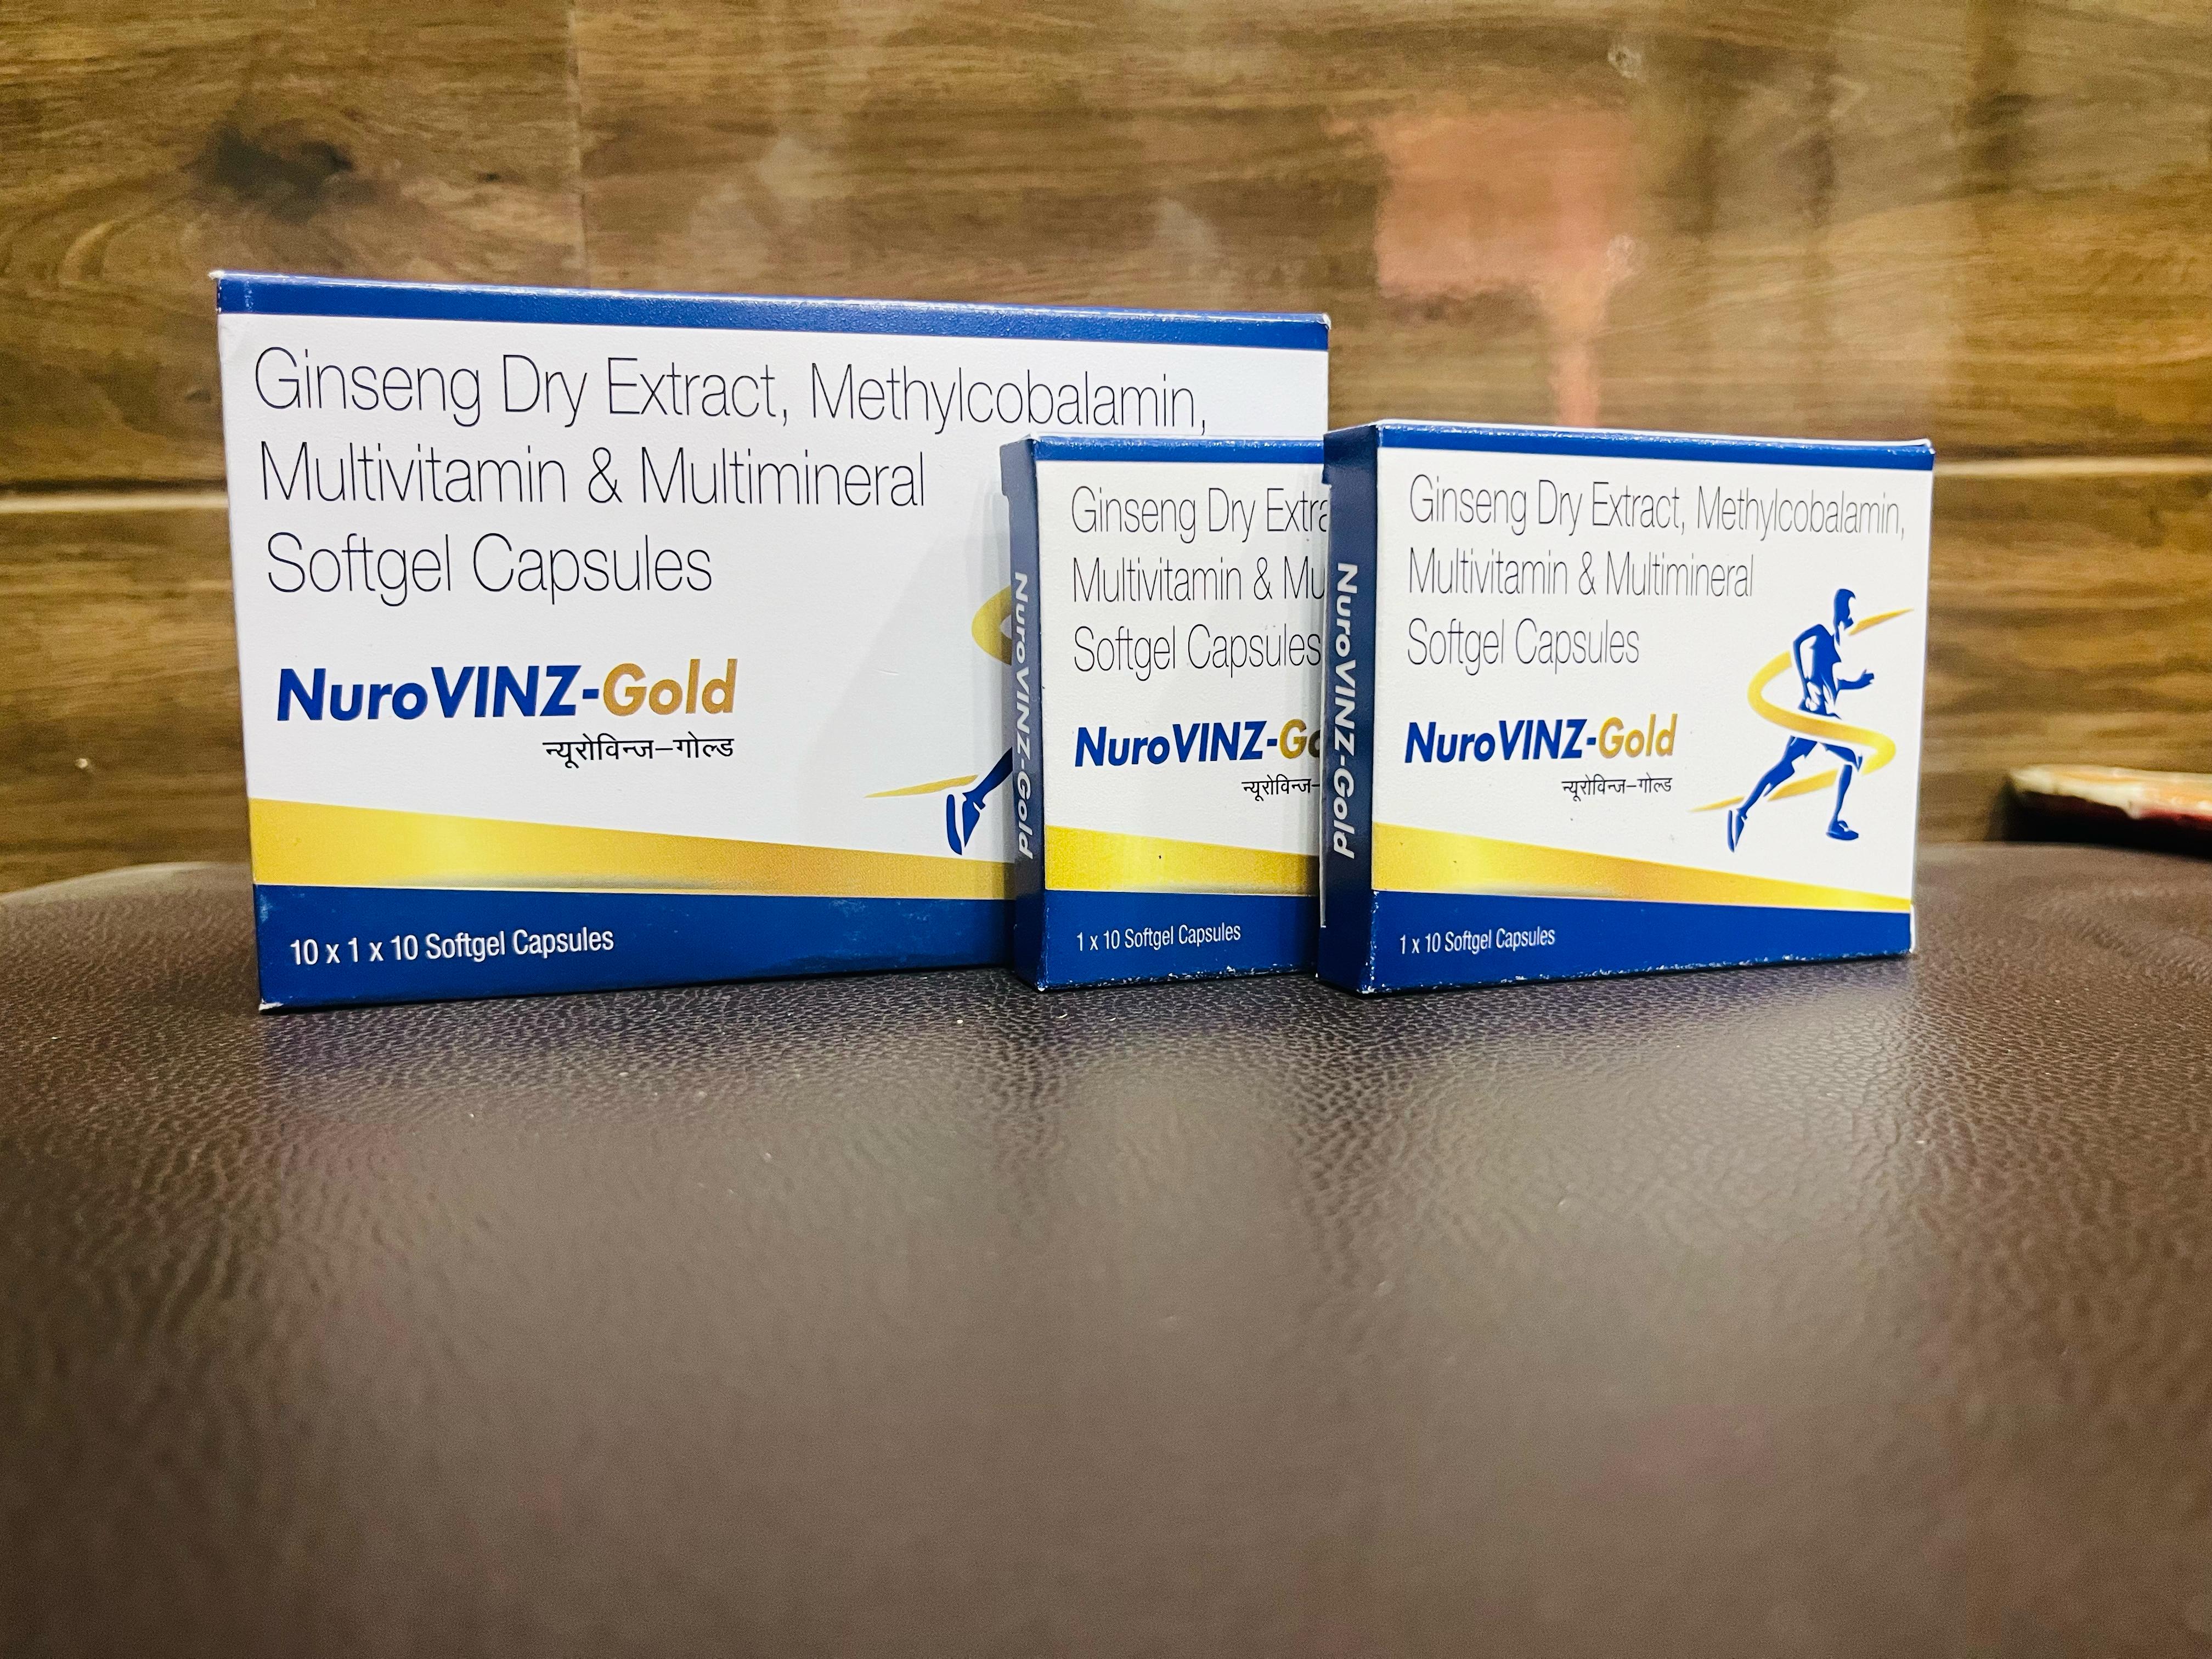 Ginseng Dry Extract, Methylcobalamin,
Multivitamin & Multimineral
Softgel Capsules
NuroVINZ-Gold
न्यूरोविन्ज-गोल्ड
10 x 1 x 10 Softgel Capsules
NuroVINZ-Gold
Ginseng Dry Extra
Multivitamin & Mu
Softgel Capsules
NuroVINZ-Go
न्यूरोविन्ज-
1 x 10 Softgel Capsules
NuroVINZ-Gold
Ginseng Dry Extract, Methylcobalamin,
Multivitamin & Multimineral
Softgel Capsules
NuroVINZ-Gold
न्यूरोविन्ज-गोल्ड
1 x 10 Softgel Capsules